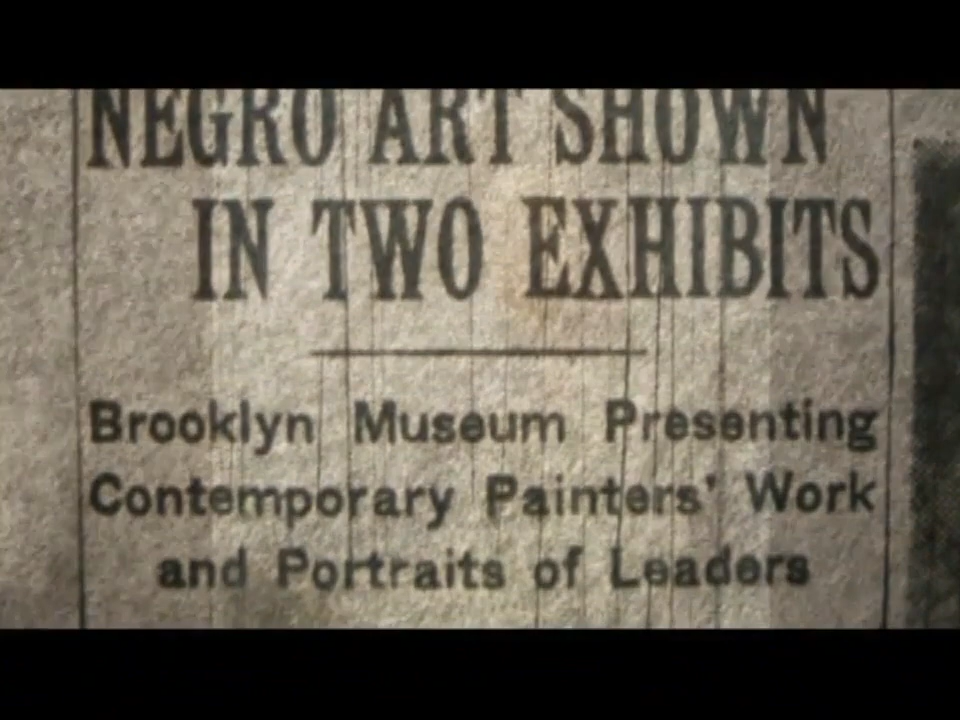 NEGRO ART SHOWN
IN TWO EXHIBITS
Brooklyn Museum Presenting
Contemporary Painters' Work
and Portraits of Leaders